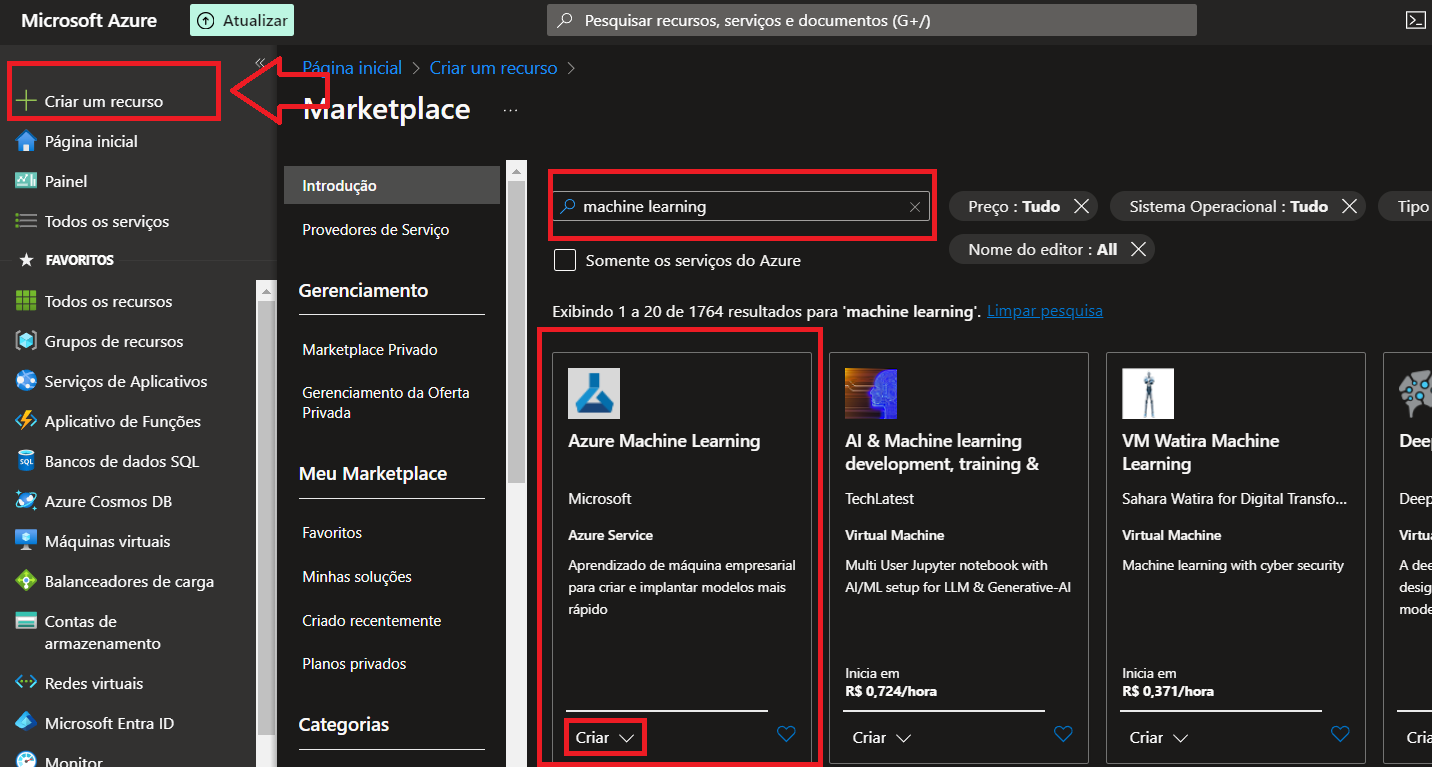 Microsoft Azure
Atualizar
Pesquisar recursos, serviços e documentos (G+/)
Criar um recurso
Página inicial
Painel
Todos os serviços
FAVORITOS
Todos os recursos
Grupos de recursos
Serviços de Aplicativos
Aplicativo de Funções
Bancos de dados SQL
Azure Cosmos DB
Máquinas virtuais
Balanceadores de carga
Contas de
armazenamento
Redes virtuais
Microsoft Entra ID
Monitor
Página inicial > Criar um recurso >
Marketplace ...
Introdução
Provedores de Serviço
Gerenciamento
Marketplace Privado
Gerenciamento da Oferta
Privada
Meu Marketplace
Favoritos
Minhas soluções
Criado recentemente
Planos privados
Categorias
machine learning
Preço : Tudo
Sistema Operacional : Tudo
Tipo
Nome do editor : All
Somente os serviços do Azure
Exibindo 1 a 20 de 1764 resultados para 'machine learning'. Limpar pesquisa
Azure Machine Learning
Microsoft
Azure Service
Aprendizado de máquina empresarial
para criar e implantar modelos mais
rápido
Criar
AI & Machine learning
development, training &
TechLatest
Virtual Machine
Multi User Jupyter notebook with
AI/ML setup for LLM & Generative-AI
Inicia em
R$ 0,724/hora
Criar
VM Watira Machine
Learning
Sahara Watira for Digital Transfo...
Virtual Machine
Machine learning with cyber security
Inicia em
R$ 0,371/hora
Criar
Deep
Deep
Virtu
A dee
desig
mode
Cria